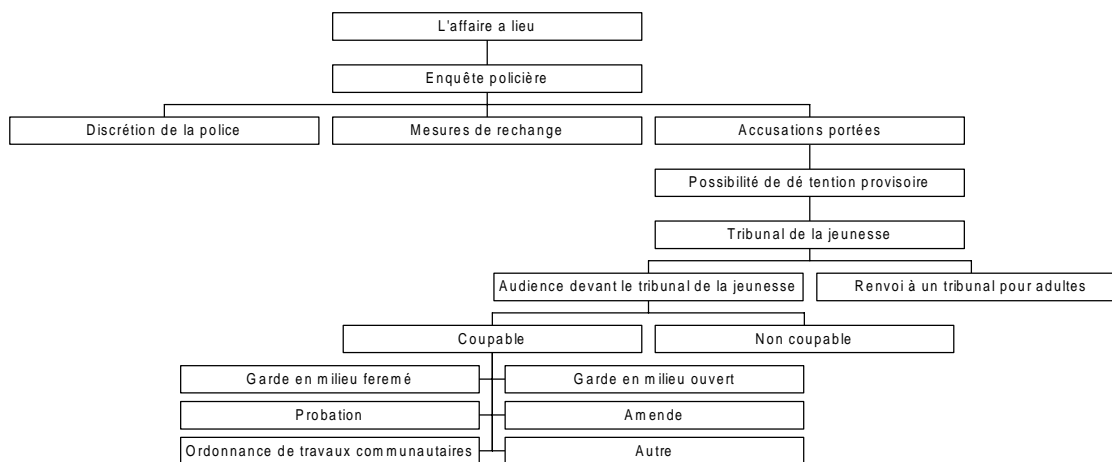 L'affaire a lieu
Enquête policière
Discrétion de la police
Mesures de rechange
Accusations portées
Possibilité de dé tention provisoire
Tribunal de la jeunesse
Audience devant le tribunal de la jeunesse
Renvoi à un tribunal pour adultes
Coupable
Non coupable
Garde en milieu feremé
Garde en milieu ouvert
Probation
Amende
Ordonnance de travaux communautaires
Autre